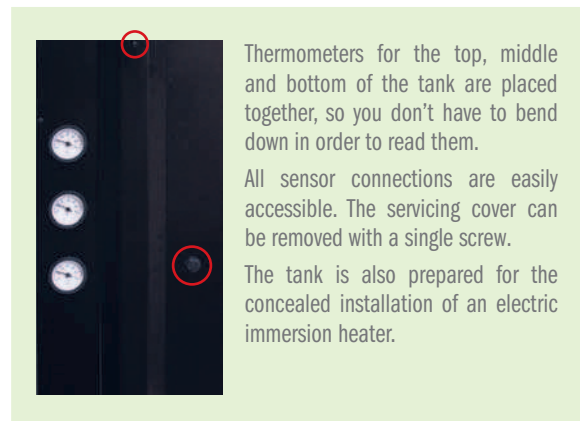 Thermometers for the top, middle
and bottom of the tank are placed
together, so you don't have to bend
down in order to read them.
All sensor connections are easily
accessible. The servicing cover can
be removed with a single screw.
The tank is also prepared for the
concealed installation of an electric
immersion heater.